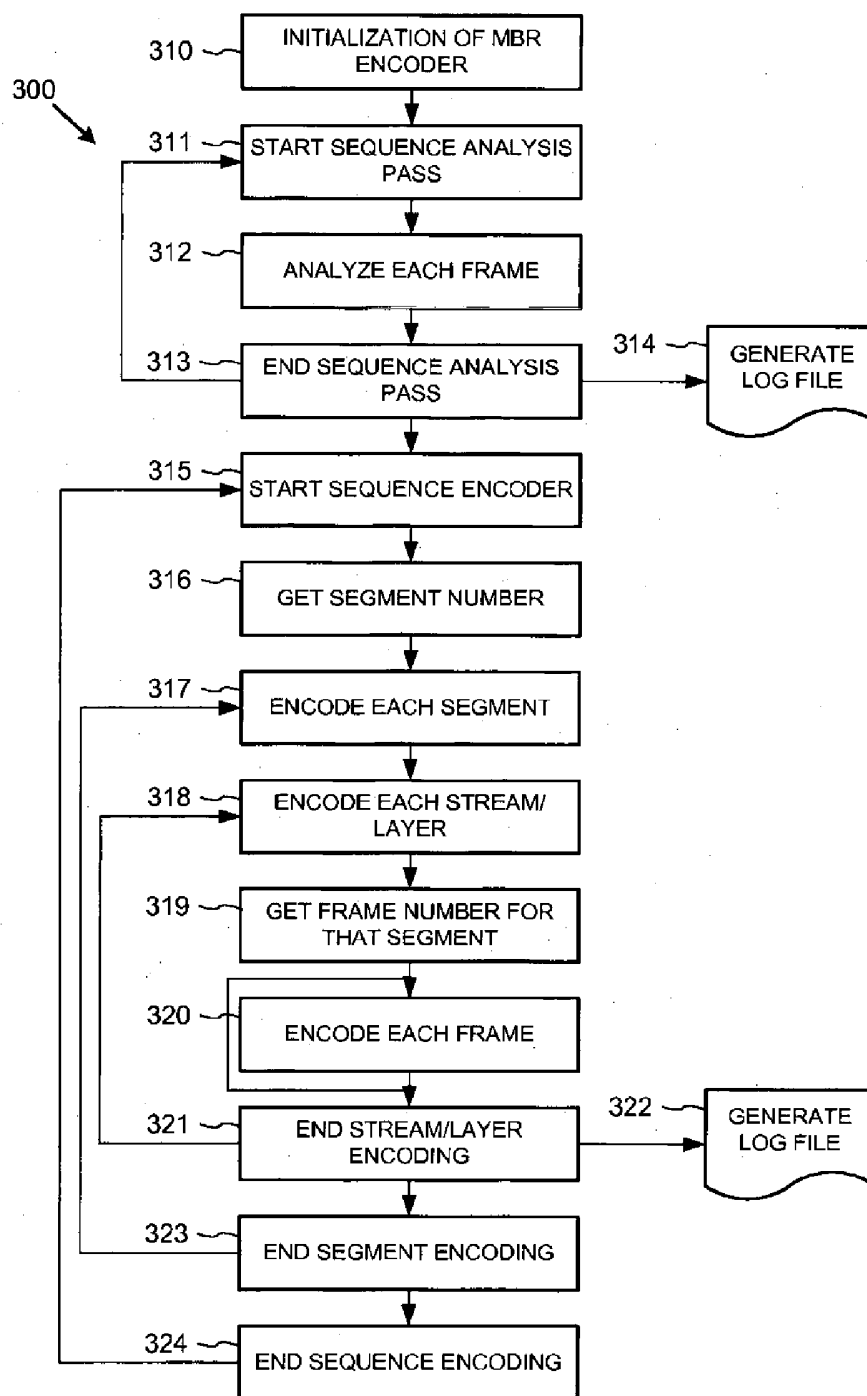 310
INITIALIZATION OF MBR
ENCODER
300
311
START SEQUENCE ANALYSIS
PASS
312
ANALYZE EACH FRAME
313
END SEQUENCE ANALYSIS
PASS
314
GENERATE
LOG FILE
315
START SEQUENCE ENCODER
316
GET SEGMENT NUMBER
317
ENCODE EACH SEGMENT
318
ENCODE EACH STREAM/
LAYER
319
GET FRAME NUMBER FOR
THAT SEGMENT
320
ENCODE EACH FRAME
321
END STREAM/LAYER
ENCODING
322
GENERATE
LOG FILE
323
END SEGMENT ENCODING
324
END SEQUENCE ENCODING